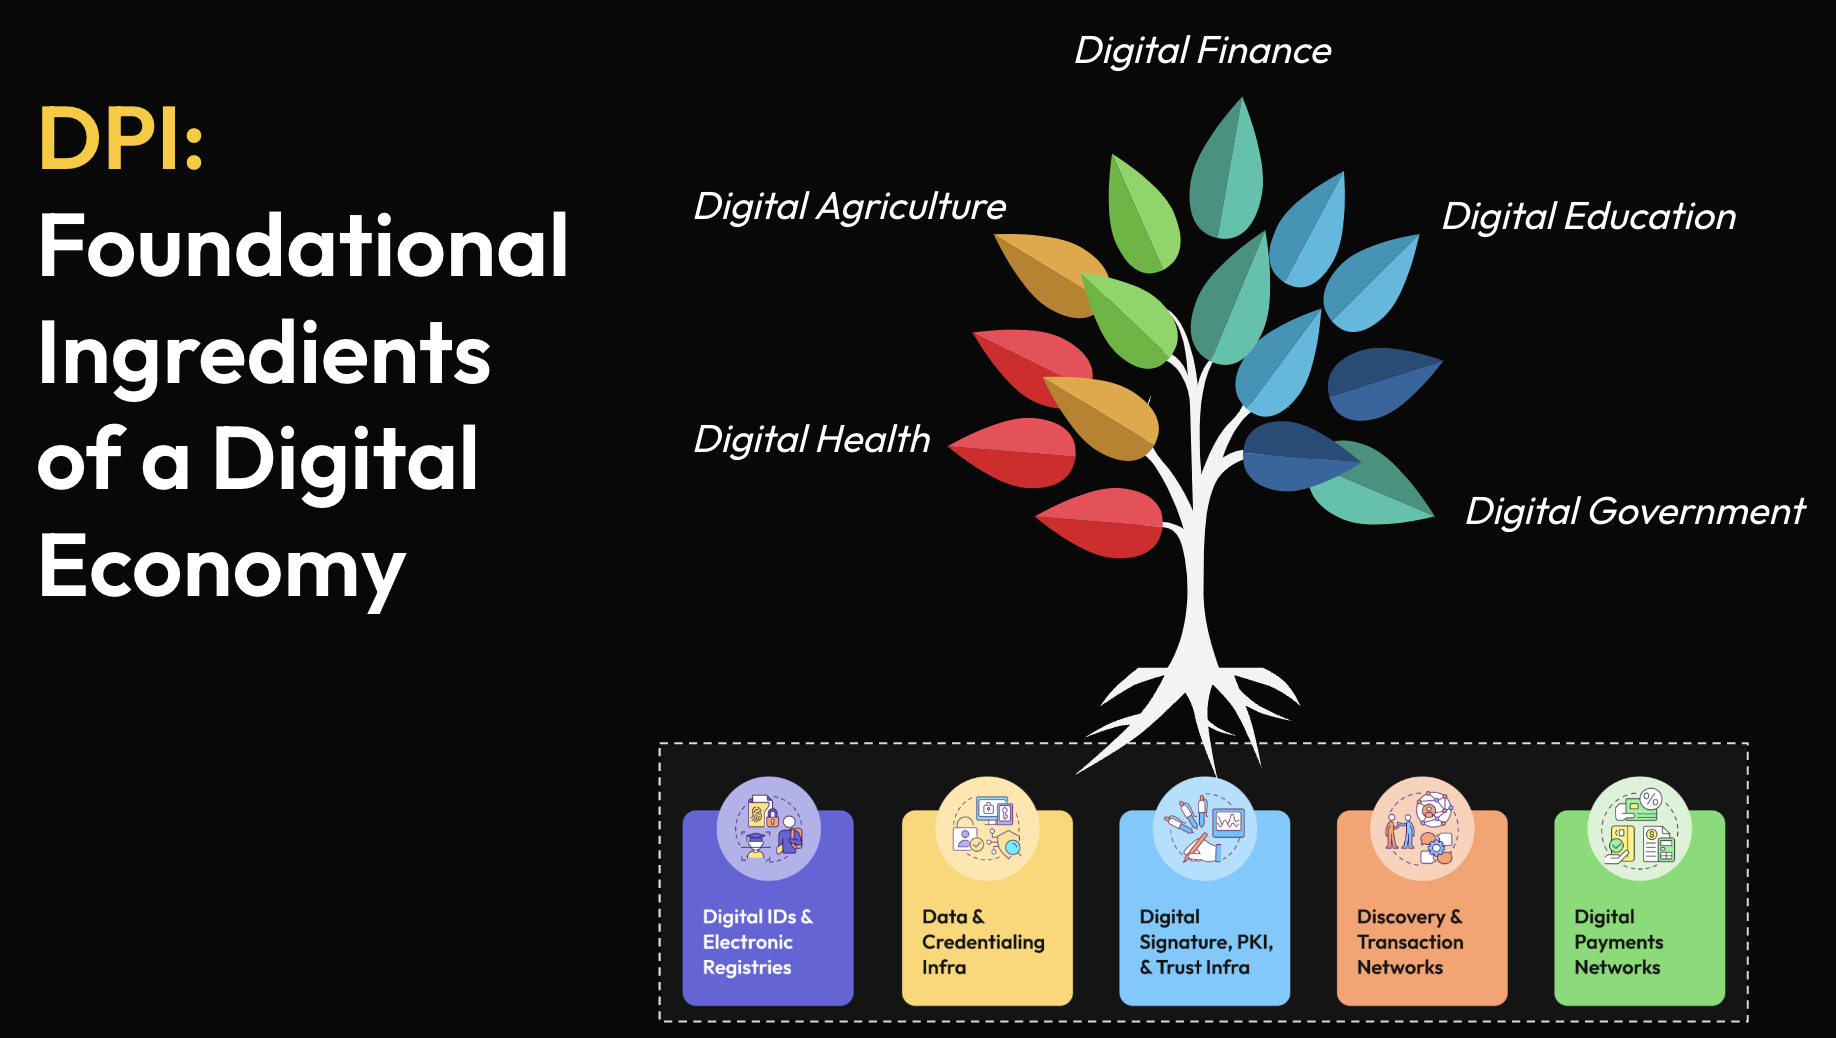 DPI:
Foundational
Ingredients
of a Digital
Economy
Digital Finance
Digital Agriculture
Digital Education
Digital Health
Digital Government
Digital IDs &
Electronic
Registries
Data &
Credentialing
Infra
Digital
Signature, PKI,
& Trust Infra
Discovery &
Transaction
Networks
Digital
Payments
Networks